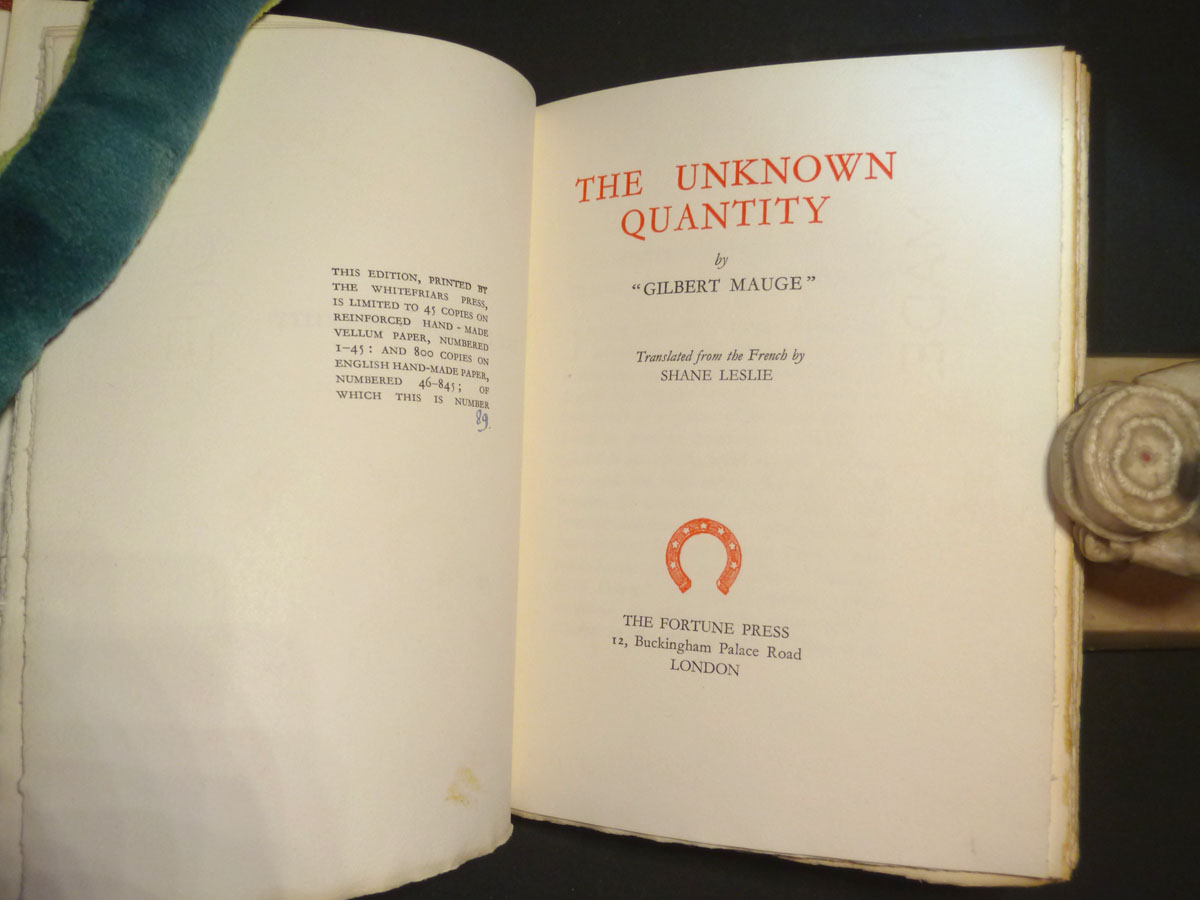 THIS EDITION, PRINTED BY
THE WHITEFRIARS PRESS,
IS LIMITED TO 45 COPIES ON
REINFORCED HAND-MADE
VELLUM PAPER, NUMBERED
1–45: AND 800 COPIES ON
ENGLISH HAND-MADE PAPER,
NUMBERED 46–845; OF
WHICH THIS IS NUMBER
89.
THE UNKNOWN
QUANTITY
by
“GILBERT MAUGE”
Translated from the French by
SHANE LESLIE
THE FORTUNE PRESS
12, Buckingham Palace Road
LONDON